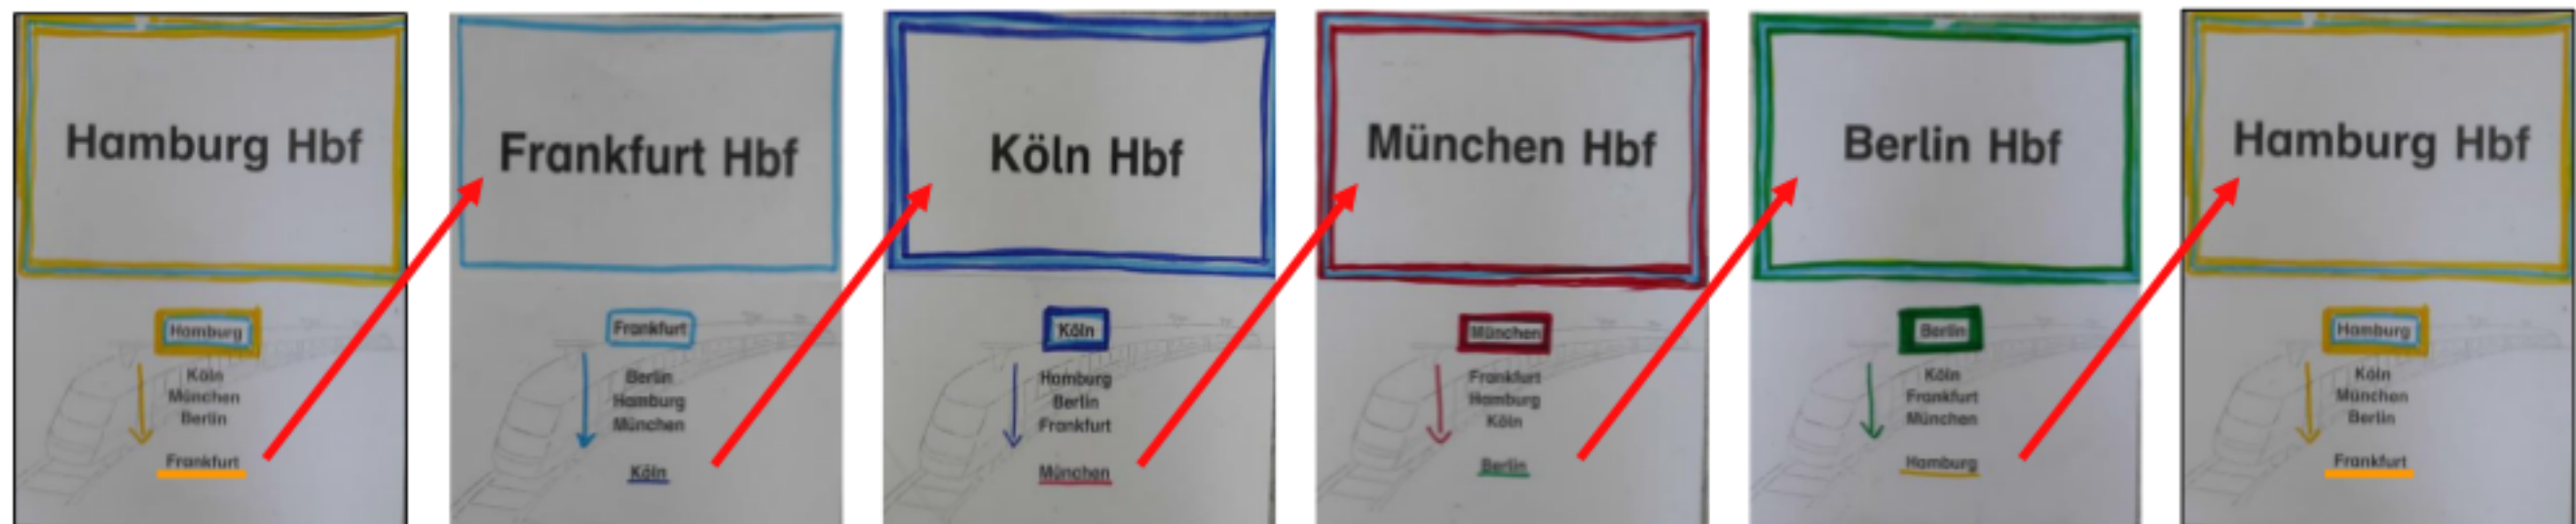 Hamburg Hbf
Hamburg
Köln
München
Berlin
Frankfurt
Frankfurt Hbf
Frankfurt
Berlin
Hamburg
München
Köln
Köln Hbf
Köln
Hamburg
Berlin
Frankfurt
München
München Hbf
München
Frankfurt
Hamburg
Köln
Berlin
Berlin Hbf
Berlin
Köln
Frankfurt
München
Hamburg
Hamburg Hbf
Hamburg
Köln
München
Berlin
Frankfurt